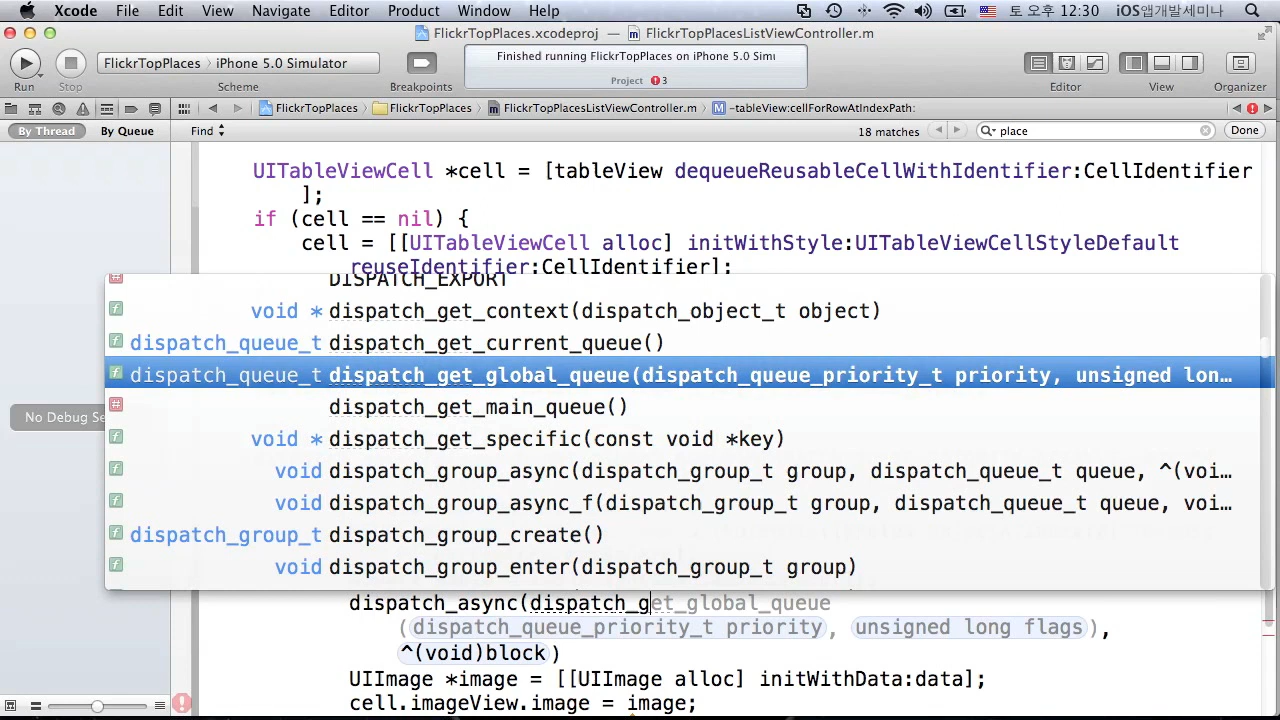 Xcode File Edit View Navigate Editor Product Window Help 토 오후 12:30 iOS앱개발세미나
FlickrTopPlaces.xcodeproj — FlickrTopPlacesListViewController.m
FlickrTopPlaces iPhone 5.0 Simulator
Finished running FlickrTopPlaces on iPhone 5.0 Simu
Project 3
Run Stop Scheme Breakpoints Editor View Organizer
FlickrTopPlaces FlickrTopPlaces FlickrTopPlacesListViewController.m M -tableView:cellForRowAtIndexPath:
By Thread By Queue Find 18 matches place Done
UITableViewCell *cell = [tableView dequeueReusableCellWithIdentifier:CellIdentifier
];
if (cell == nil) {
cell = [[UITableViewCell alloc] initWithStyle:UITableViewCellStyleDefault
reuseIdentifier:CellIdentifier];
# DISPATCH_EXPORT
f void * dispatch_get_context(dispatch_object_t object)
f dispatch_queue_t dispatch_get_current_queue()
f dispatch_queue_t dispatch_get_global_queue(dispatch_queue_priority_t priority, unsigned lon…
# dispatch_get_main_queue()
f void * dispatch_get_specific(const void *key)
f void dispatch_group_async(dispatch_group_t group, dispatch_queue_t queue, ^(voi…
f void dispatch_group_async_f(dispatch_group_t group, dispatch_queue_t queue, voi…
f dispatch_group_t dispatch_group_create()
f void dispatch_group_enter(dispatch_group_t group)
No Debug Se
dispatch_async(dispatch_get_global_queue
(dispatch_queue_priority_t priority, unsigned long flags),
^(void)block)
UIImage *image = [[UIImage alloc] initWithData:data];
cell.imageView.image = image;